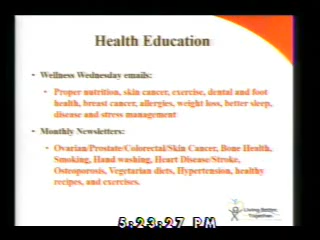 Health Education
• Wellness Wednesday emails:
• Proper nutrition, skin cancer, exercise, dental and foot
health, breast cancer, allergies, weight loss, better sleep,
disease and stress management
• Monthly Newsletters:
• Ovarian/Prostate/Colorectal/Skin Cancer, Bone Health,
Smoking, Hand washing, Heart Disease/Stroke,
Osteoporosis, Vegetarian diets, Hypertension, healthy
recipes, and exercises.
Living Better,
Together.
5:23:27 PM